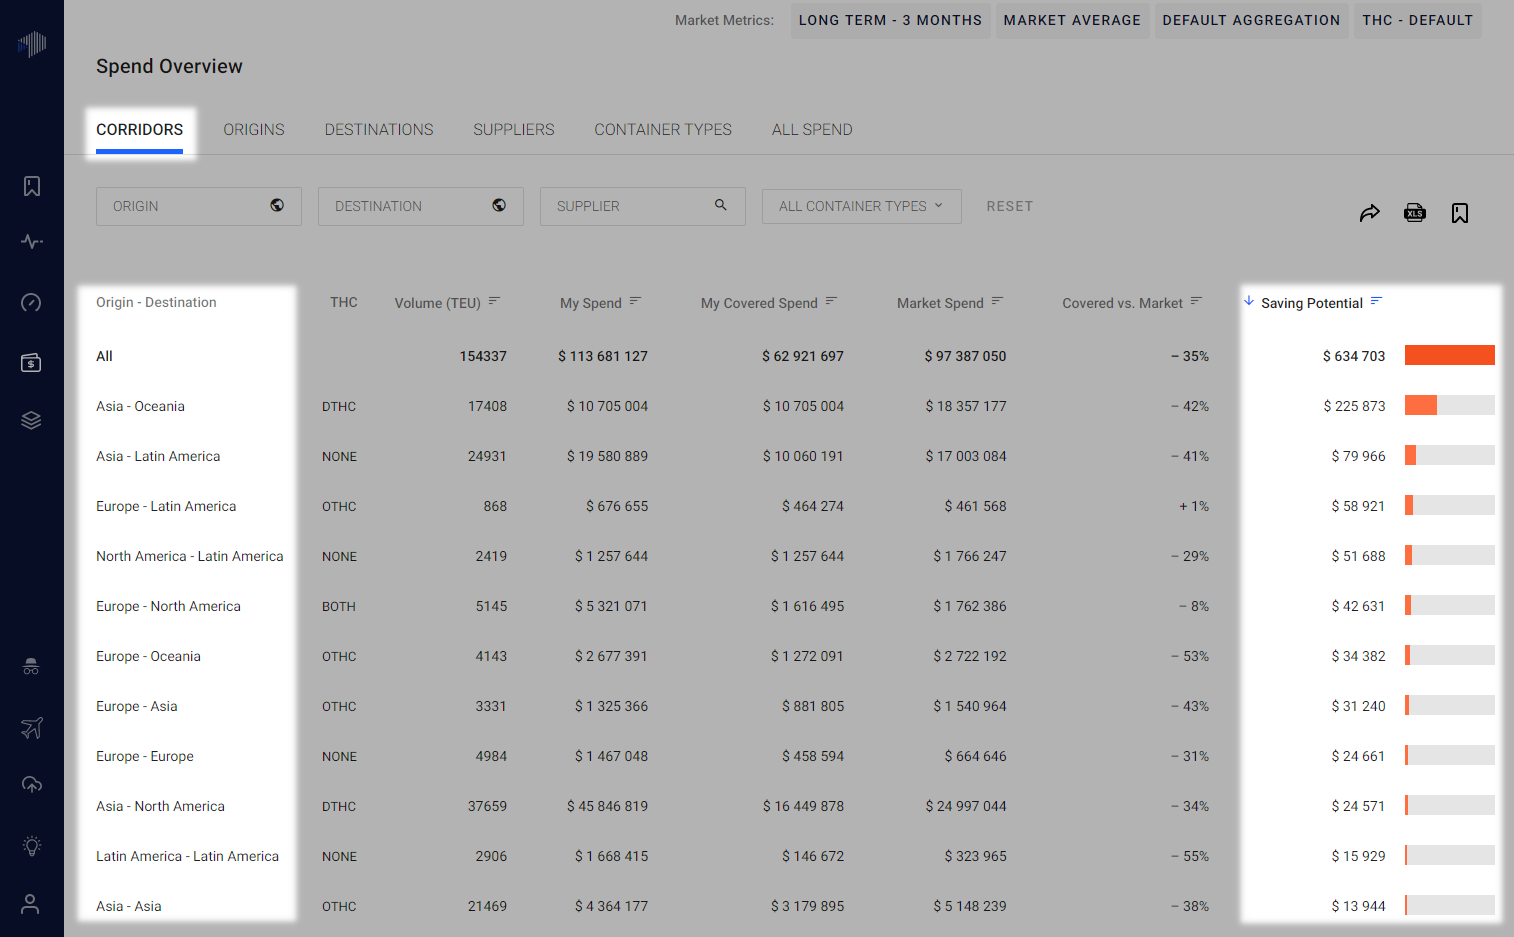 Market Metrics: LONG TERM - 3 MONTHS MARKET AVERAGE DEFAULT AGGREGATION THC - DEFAULT
Spend Overview
CORRIDORS ORIGINS DESTINATIONS SUPPLIERS CONTAINER TYPES ALL SPEND
ORIGIN DESTINATION SUPPLIER ALL CONTAINER TYPES RESET
XLS
Origin - Destination THC Volume (TEU) My Spend My Covered Spend Market Spend Covered vs. Market Saving Potential
All 154337 $ 113 681 127 $ 62 921 697 $ 97 387 050 – 35% $ 634 703
Asia - Oceania DTHC 17408 $ 10 705 004 $ 10 705 004 $ 18 357 177 – 42% $ 225 873
Asia - Latin America NONE 24931 $ 19 580 889 $ 10 060 191 $ 17 003 084 – 41% $ 79 966
Europe - Latin America OTHC 868 $ 676 655 $ 464 274 $ 461 568 + 1% $ 58 921
North America - Latin America NONE 2419 $ 1 257 644 $ 1 257 644 $ 1 766 247 – 29% $ 51 688
Europe - North America BOTH 5145 $ 5 321 071 $ 1 616 495 $ 1 762 386 – 8% $ 42 631
Europe - Oceania OTHC 4143 $ 2 677 391 $ 1 272 091 $ 2 722 192 – 53% $ 34 382
Europe - Asia OTHC 3331 $ 1 325 366 $ 881 805 $ 1 540 964 – 43% $ 31 240
Europe - Europe NONE 4984 $ 1 467 048 $ 458 594 $ 664 646 – 31% $ 24 661
Asia - North America DTHC 37659 $ 45 846 819 $ 16 449 878 $ 24 997 044 – 34% $ 24 571
Latin America - Latin America NONE 2906 $ 1 668 415 $ 146 672 $ 323 965 – 55% $ 15 929
Asia - Asia OTHC 21469 $ 4 364 177 $ 3 179 895 $ 5 148 239 – 38% $ 13 944